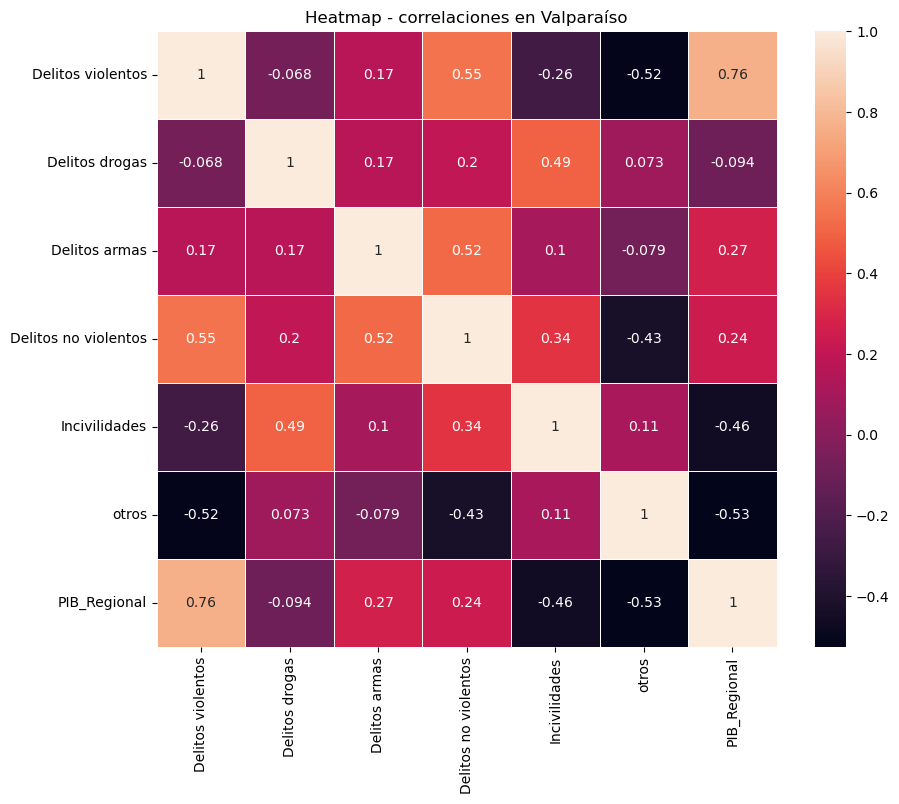 Heatmap - correlaciones en Valparaíso
Delitos violentos 1 -0.068 0.17 0.55 -0.26 -0.52 0.76
Delitos drogas -0.068 1 0.17 0.2 0.49 0.073 -0.094
Delitos armas 0.17 0.17 1 0.52 0.1 -0.079 0.27
Delitos no violentos 0.55 0.2 0.52 1 0.34 -0.43 0.24
Incivilidades -0.26 0.49 0.1 0.34 1 0.11 -0.46
otros -0.52 0.073 -0.079 -0.43 0.11 1 -0.53
PIB_Regional 0.76 -0.094 0.27 0.24 -0.46 -0.53 1
Delitos violentos
Delitos drogas
Delitos armas
Delitos no violentos
Incivilidades
otros
PIB_Regional
1.0
0.8
0.6
0.4
0.2
0.0
−0.2
−0.4